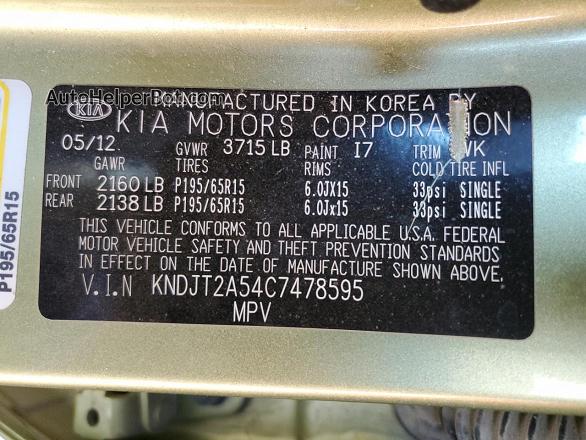 AutoHelperBot.com
MANUFACTURED IN KOREA BY
KIA KIA MOTORS CORPORATION
05/12 GVWR 3715 LB PAINT I7 TRIM VK
GAWR TIRES RIMS COLD TIRE INFL
FRONT 2160 LB P195/65R15 6.0JX15 33psi SINGLE
REAR 2138 LB P195/65R15 6.0Jx15 33psi SINGLE
THIS VEHICLE CONFORMS TO ALL APPLICABLE U.S.A. FEDERAL
MOTOR VEHICLE SAFETY AND THEFT PREVENTION STANDARDS
IN EFFECT ON THE DATE OF MANUFACTURE SHOWN ABOVE.
V.I.N KNDJT2A54C7478595
MPV
P195/65R15